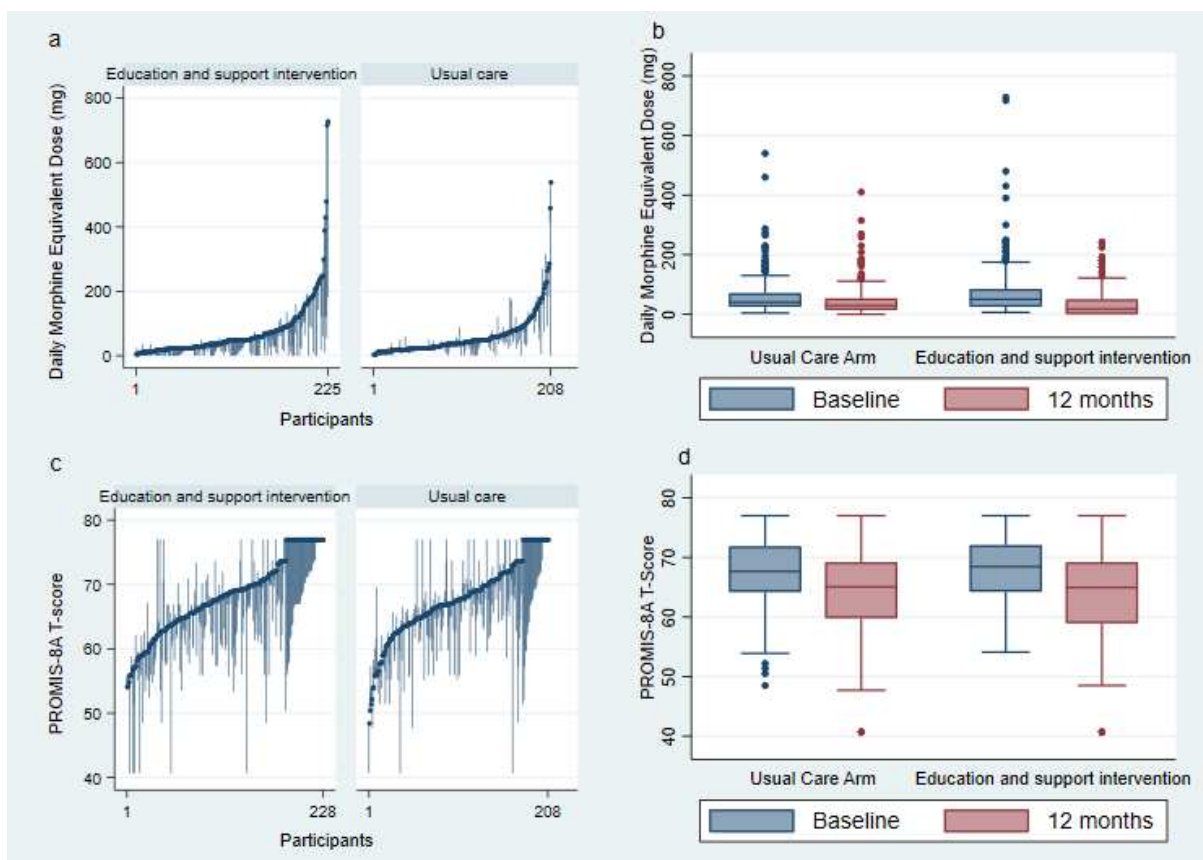 a
Education and support intervention
Usual care
Daily Morphine Equivalent Dose (mg)
800
600
400
200
0
1
225
1
208
Participants
b
Daily Morphine Equivalent Dose (mg)
800
600
400
200
0
Usual Care Arm
Education and support intervention
Baseline
12 months
c
Education and support intervention
Usual care
PROMIS-8A T-score
80
70
60
50
40
1
228
1
208
Participants
d
PROMIS-8A T-Score
80
70
60
50
40
Usual Care Arm
Education and support intervention
Baseline
12 months